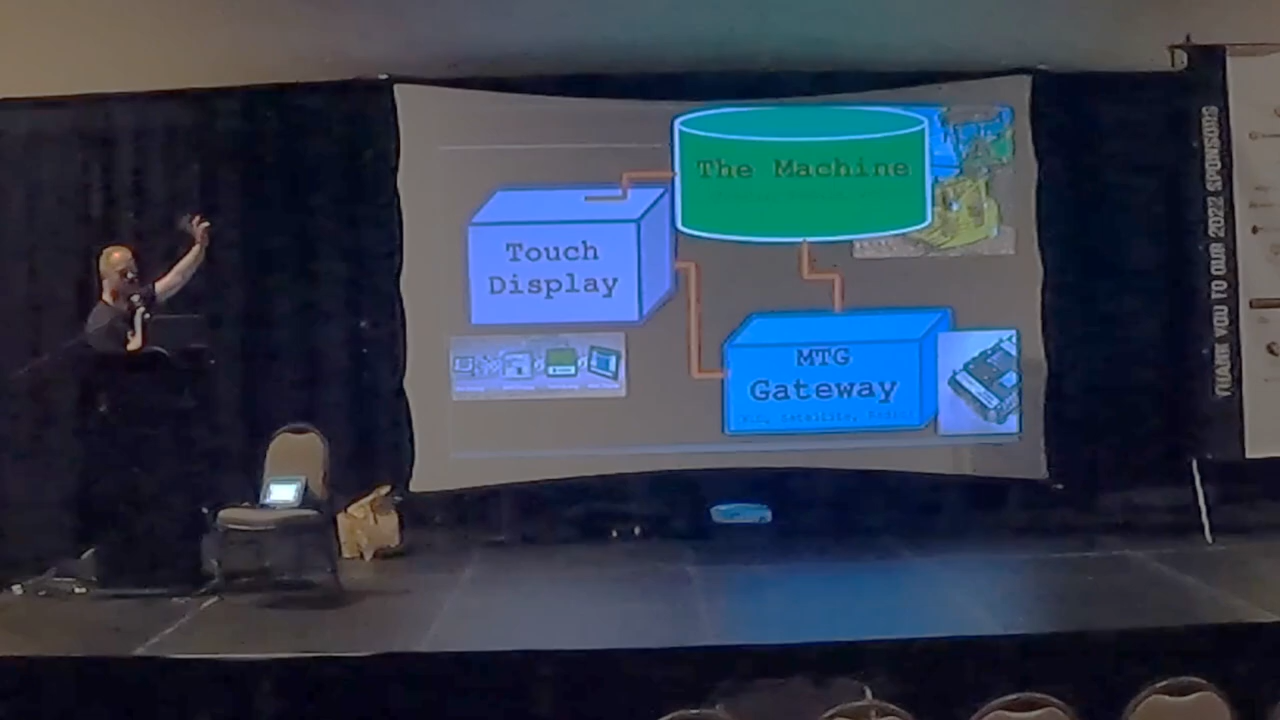 The Machine
Touch
Display
MTG
Gateway
THANK YOU TO OUR 2022 SPONSORS